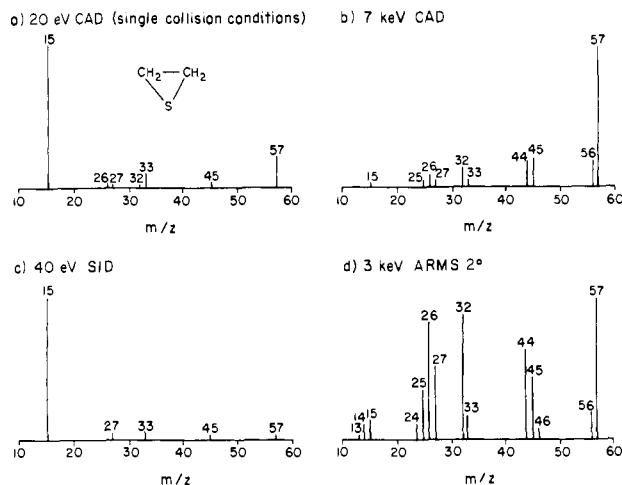 a) 20 eV CAD (single collision conditions)
15
CH2 CH2
S
26 27 32 33 45 57
10 20 30 40 50 60
m/z
b) 7 keV CAD
57
15 25 26 27 32 33 44 45 56
10 20 30 40 50 60
m/z
c) 40 eV SID
15
27 33 45 57
10 20 30 40 50 60
m/z
d) 3 keV ARMS 2°
57
13 14 15 24 25 26 27 32 33 44 45 46 56
10 20 30 40 50 60
m/z